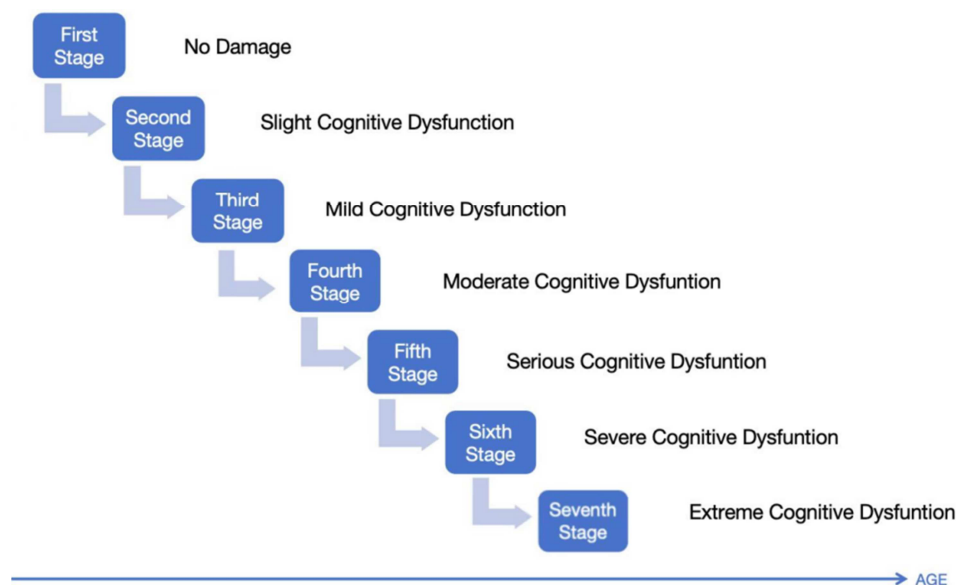 First
Stage
No Damage
Second
Stage
Slight Cognitive Dysfunction
Third
Stage
Mild Cognitive Dysfunction
Fourth
Stage
Moderate Cognitive Dysfuntion
Fifth
Stage
Serious Cognitive Dysfuntion
Sixth
Stage
Severe Cognitive Dysfuntion
Seventh
Stage
Extreme Cognitive Dysfuntion
AGE